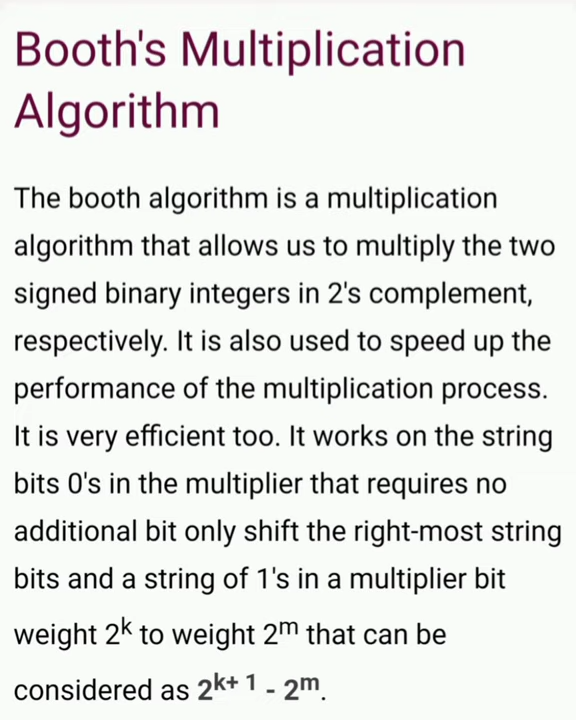 Booth's Multiplication
Algorithm
The booth algorithm is a multiplication
algorithm that allows us to multiply the two
signed binary integers in 2's complement,
respectively. It is also used to speed up the
performance of the multiplication process.
It is very efficient too. It works on the string
bits 0's in the multiplier that requires no
additional bit only shift the right-most string
bits and a string of 1's in a multiplier bit
weight 2ᵏ to weight 2ᵐ that can be
considered as 2ᵏ⁺ ¹ - 2ᵐ.